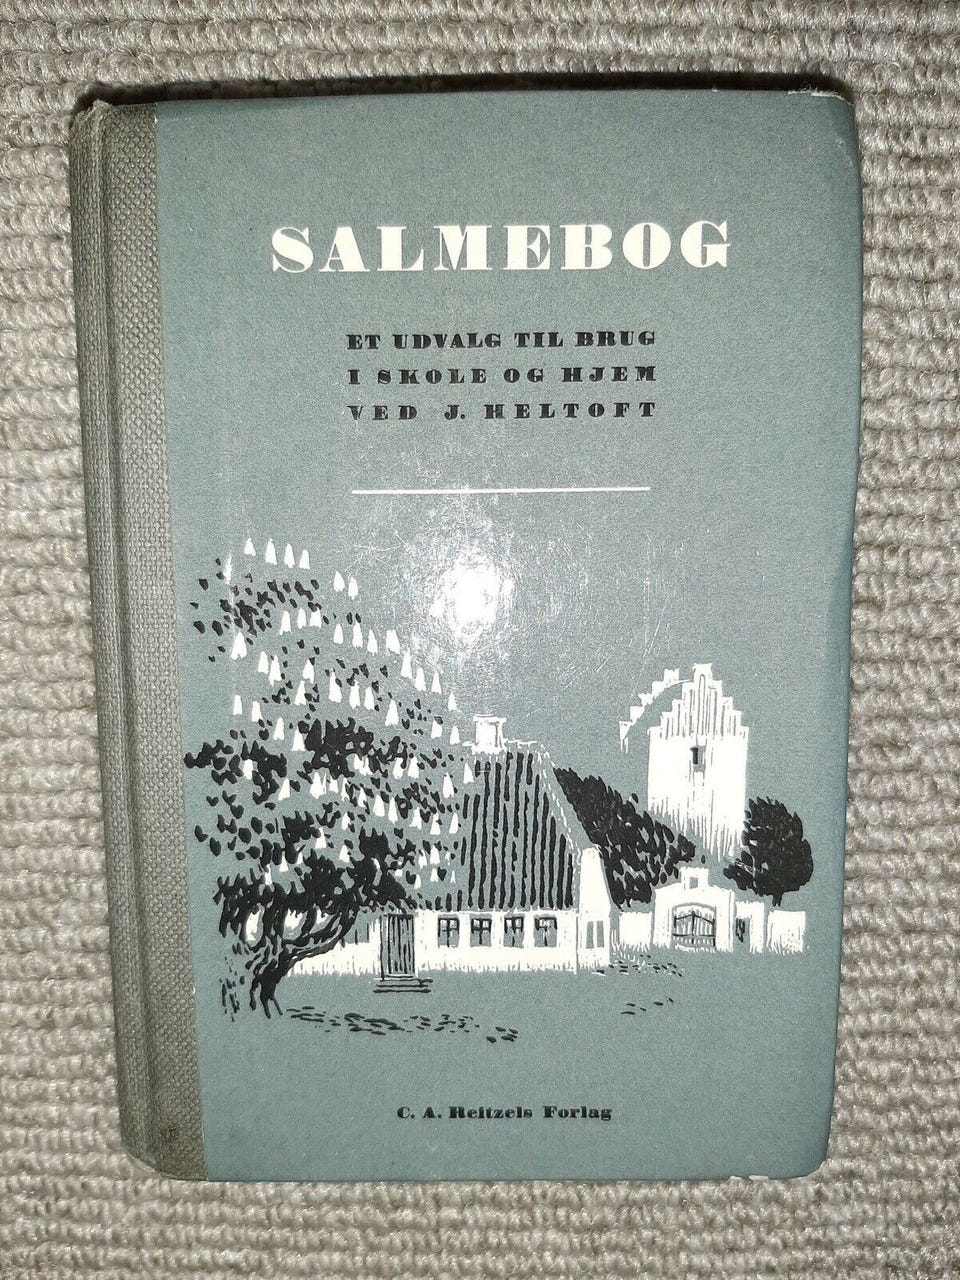 SALMEBOG
ET UDVALG TIL BRUG
I SKOLE OG HJEM
VED J. HELTOFT
C. A. Reitzels Forlag